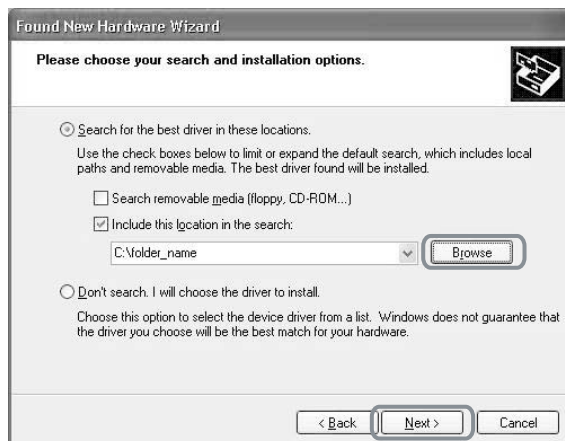 Found New Hardware Wizard
Please choose your search and installation options.
Search for the best driver in these locations.
Use the check boxes below to limit or expand the default search, which includes local
paths and removable media. The best driver found will be installed.
Search removable media (floppy, CD-ROM...)
Include this location in the search:
C:\folder_name
Browse
Don't search. I will choose the driver to install.
Choose this option to select the device driver from a list. Windows does not guarantee that
the driver you choose will be the best match for your hardware.
< Back
Next >
Cancel